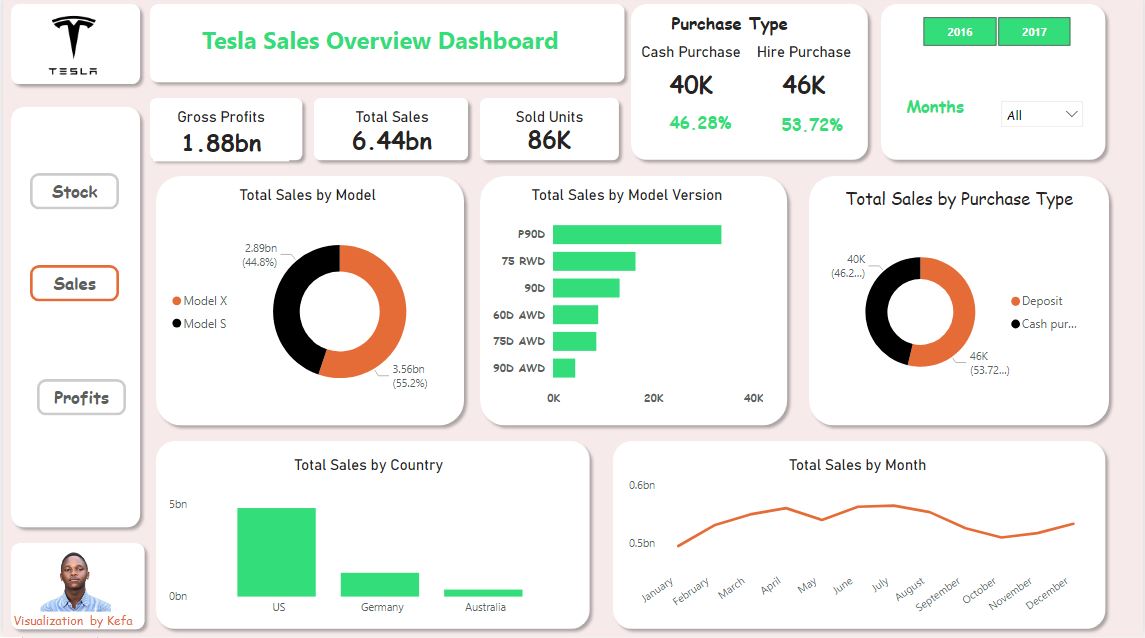 TESLA
Tesla Sales Overview Dashboard
Purchase Type
Cash Purchase Hire Purchase
40K 46K
46.28% 53.72%
2016 2017
Months
All
Gross Profits
1.88bn
Total Sales
6.44bn
Sold Units
86K
Stock
Sales
Profits
Total Sales by Model
2.89bn
(44.8%)
Model X
Model S
3.56bn
(55.2%)
Total Sales by Model Version
P90D
75 RWD
90D
60D AWD
75D AWD
90D AWD
0K 20K 40K
Total Sales by Purchase Type
40K
(46.2...)
Deposit
Cash pur...
46K
(53.72...)
Total Sales by Country
5bn
0bn
US Germany Australia
Total Sales by Month
0.6bn
0.5bn
January February March April May June July August September October November December
Visualization by Kefa